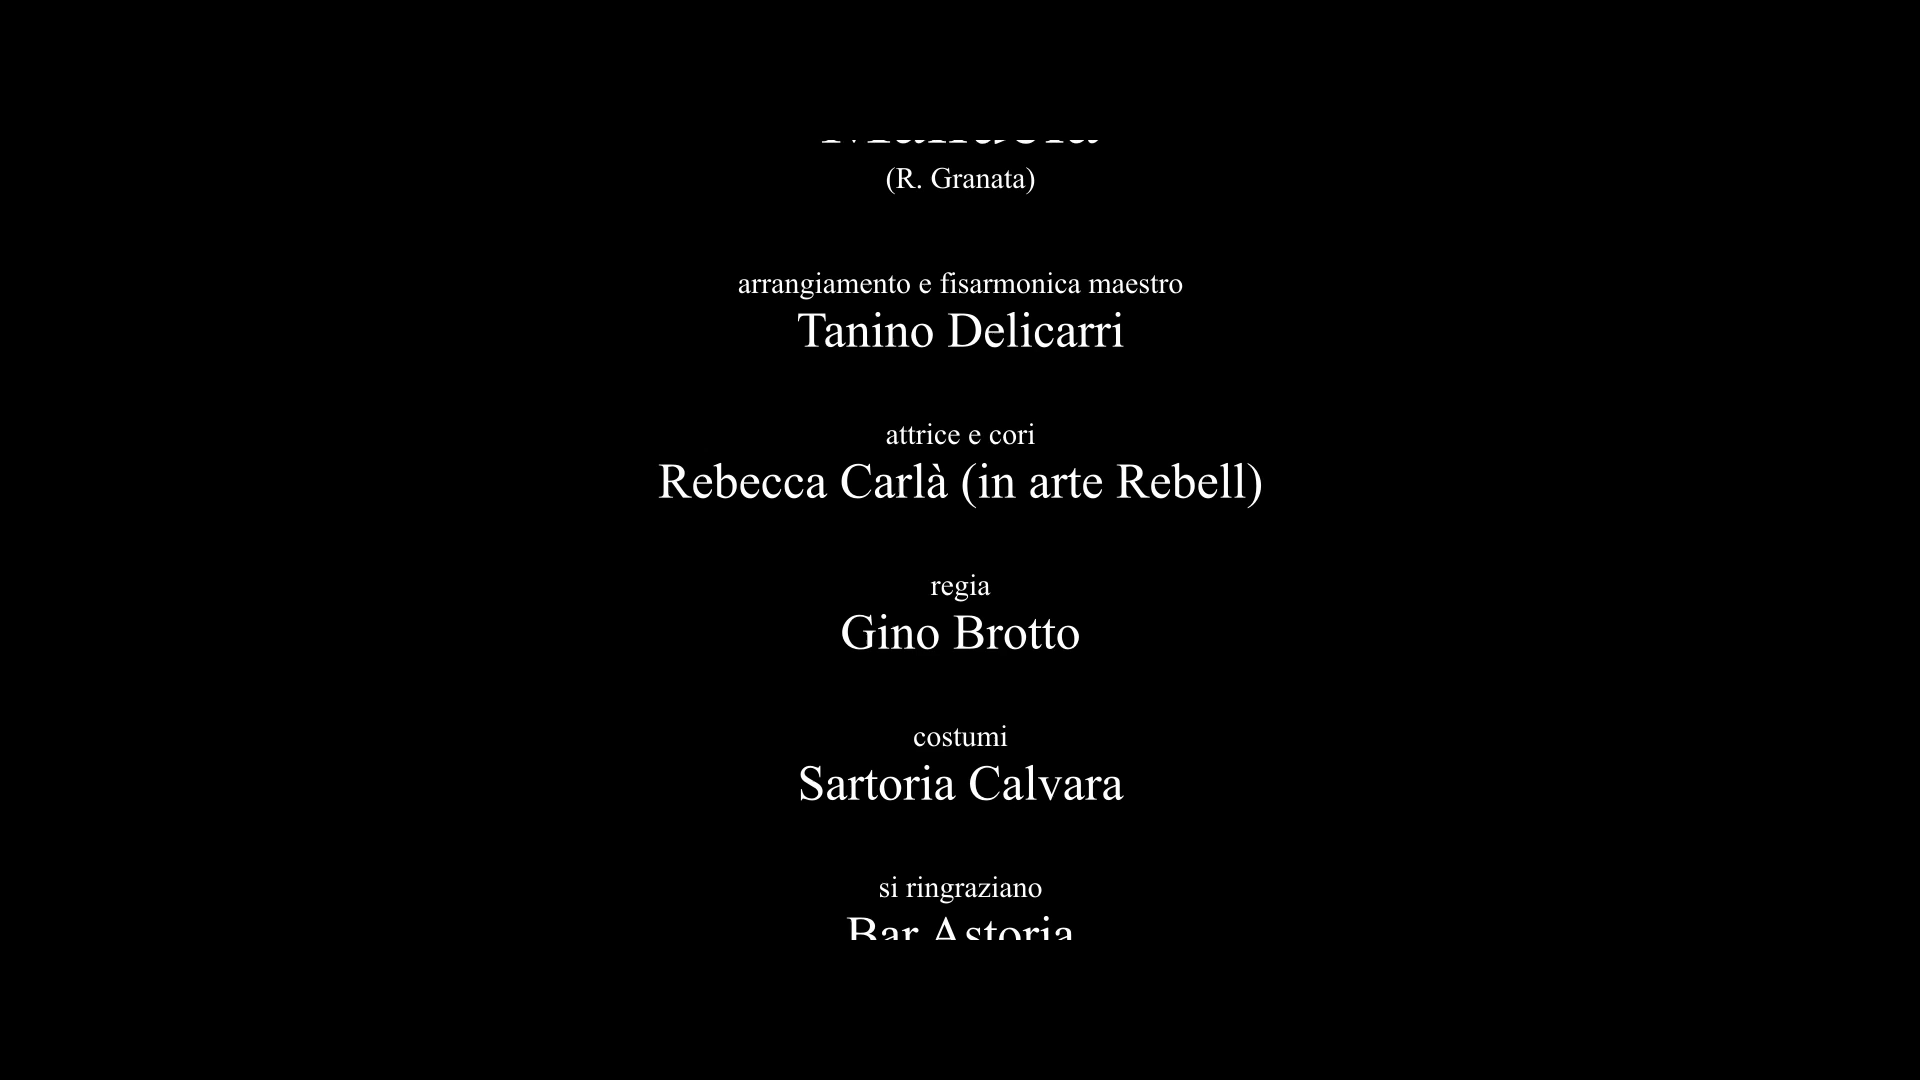 (R. Granata)
arrangiamento e fisarmonica maestro
Tanino Delicarri
attrice e cori
Rebecca Carlà (in arte Rebell)
regia
Gino Brotto
costumi
Sartoria Calvara
si ringraziano
Bar Astoria